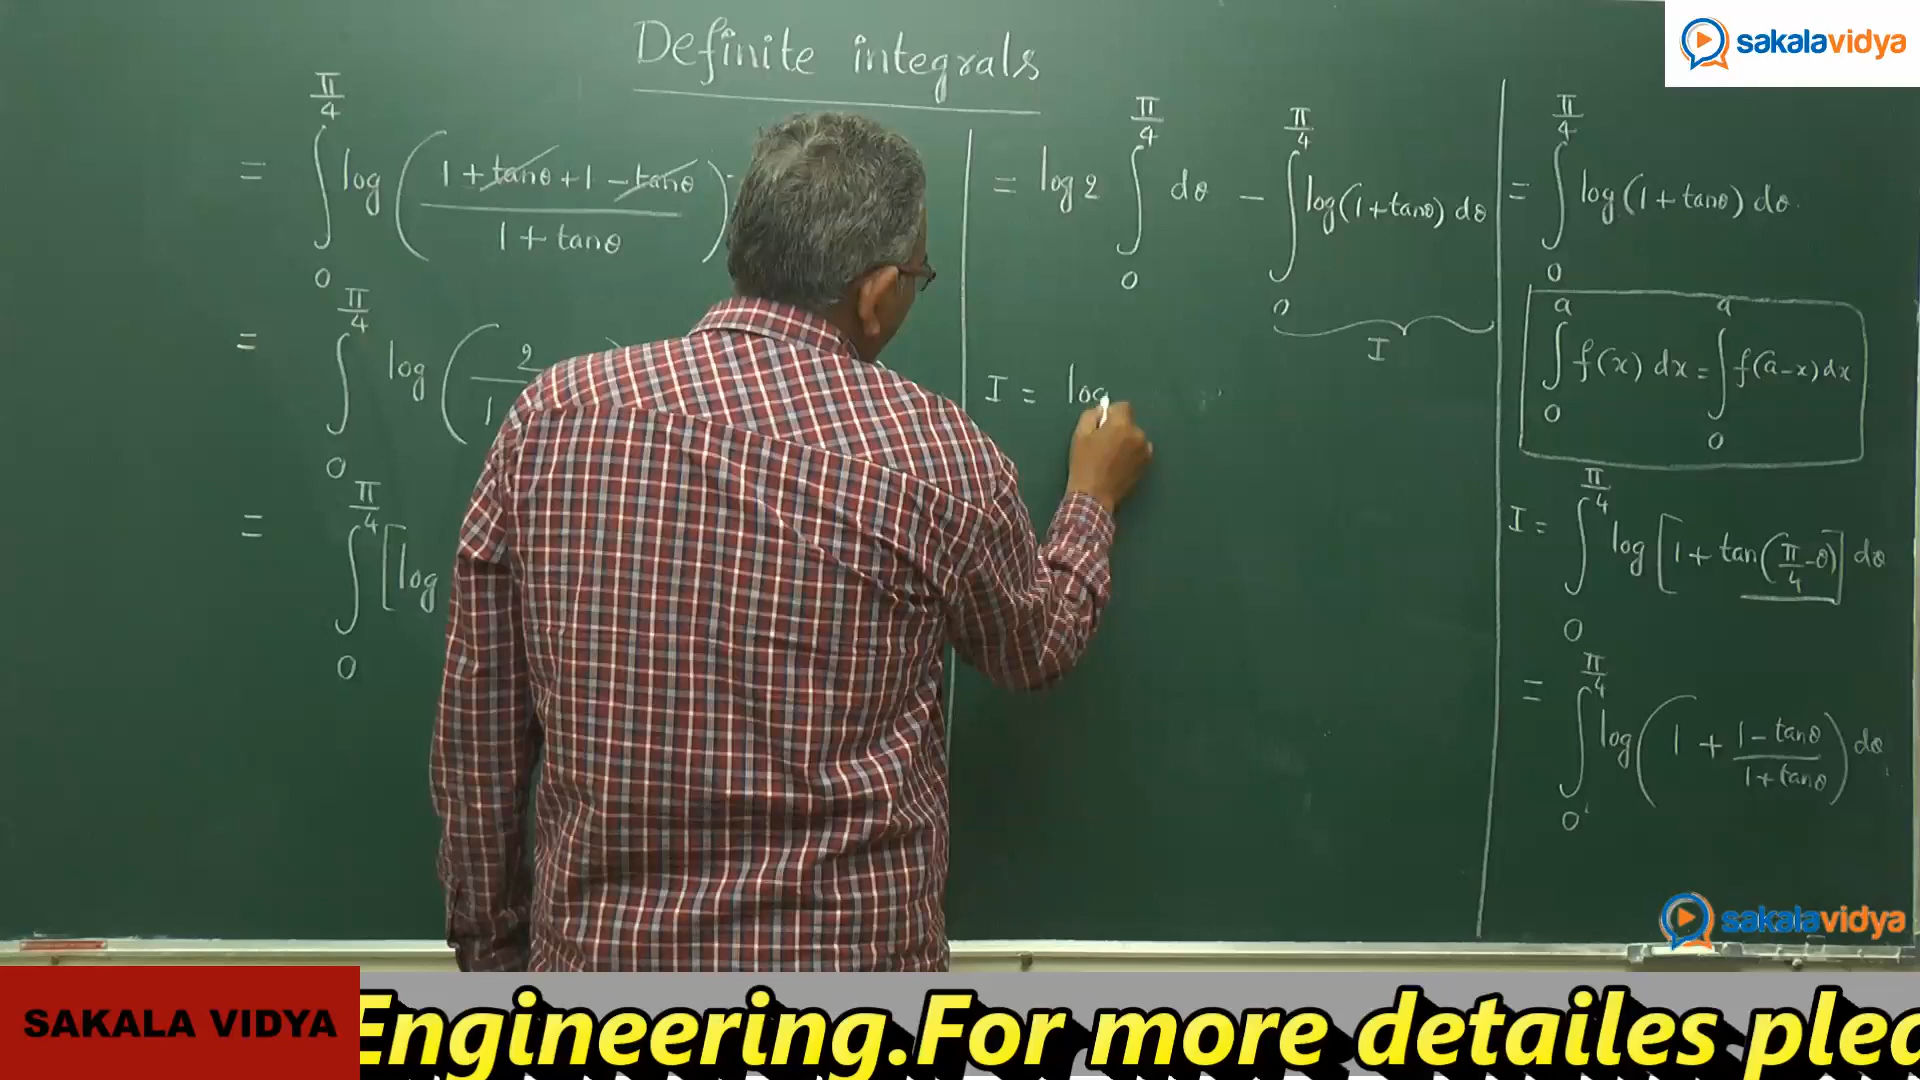 sakalavidya
Definite integrals
= ∫₀^(π/4) log ( (1 + tanθ + 1 - tanθ) / (1 + tanθ) )
= ∫₀^(π/4) log ( 2 / 1
= ∫₀^(π/4) [log
= log 2 ∫₀^(π/4) dθ - ∫₀^(π/4) log(1+tanθ) dθ
I
I = log
= ∫₀^(π/4) log (1 + tanθ) dθ.
∫₀^a f(x) dx = ∫₀^a f(a-x) dx
I = ∫₀^(π/4) log [1 + tan(π/4 - θ)] dθ
= ∫₀^(π/4) log ( 1 + (1 - tanθ)/(1 + tanθ) ) dθ
sakalavidya
SAKALA VIDYA
Engineering.For more detailes plea